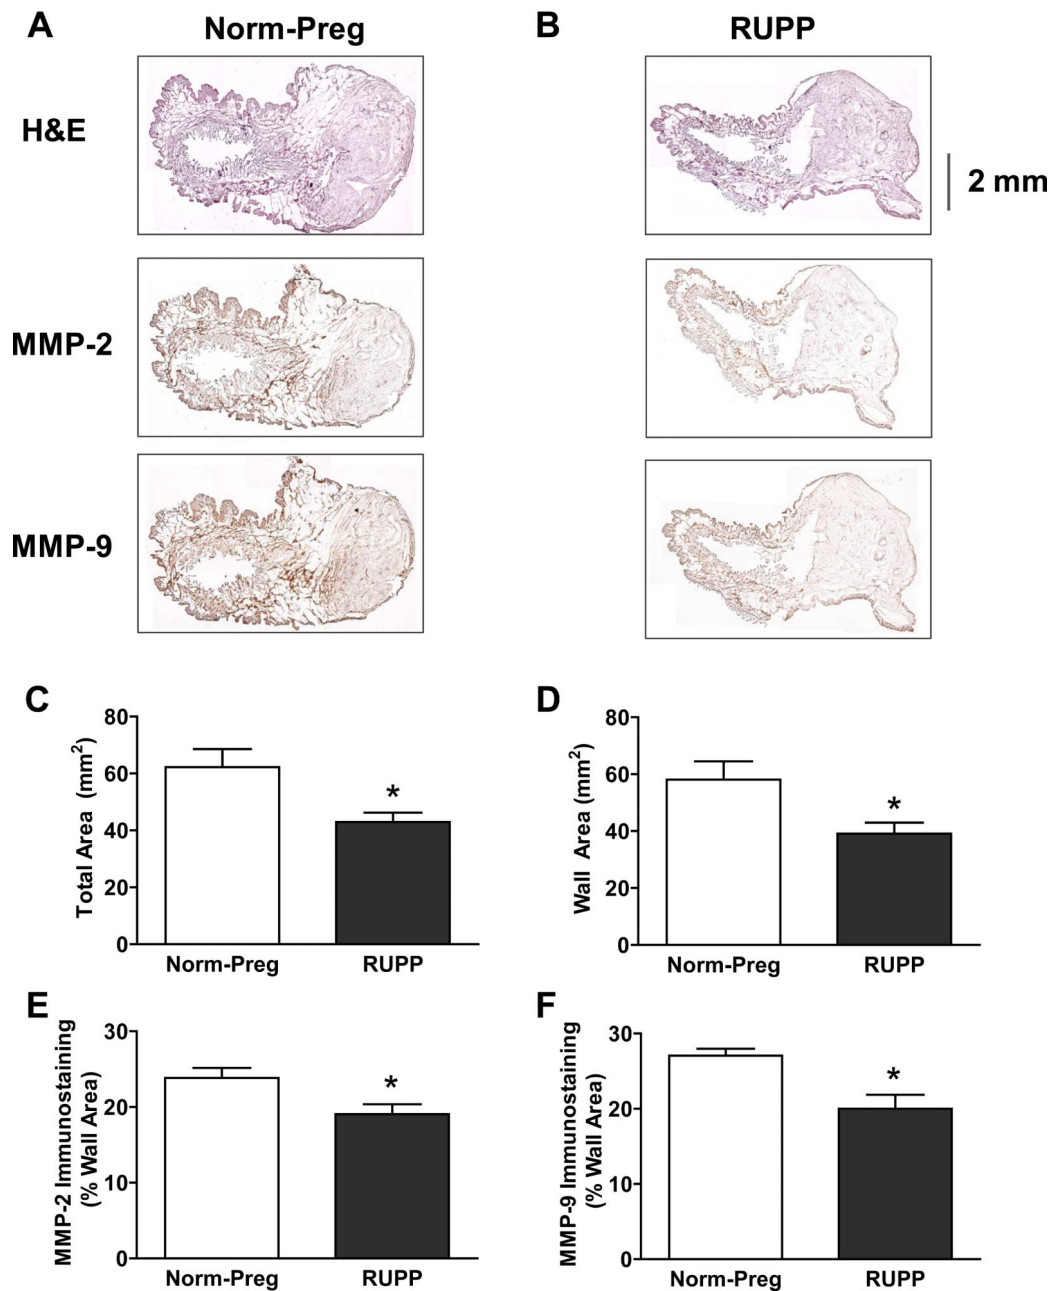 A
Norm-Preg
B
RUPP
H&E
2 mm
MMP-2
MMP-9
C
80
60
40
20
0
Total Area (mm²)
*
Norm-Preg
RUPP
D
80
60
40
20
0
Wall Area (mm²)
*
Norm-Preg
RUPP
E
30
20
10
0
MMP-2 Immunostaining
(% Wall Area)
*
Norm-Preg
RUPP
F
30
20
10
0
MMP-9 Immunostaining
(% Wall Area)
*
Norm-Preg
RUPP